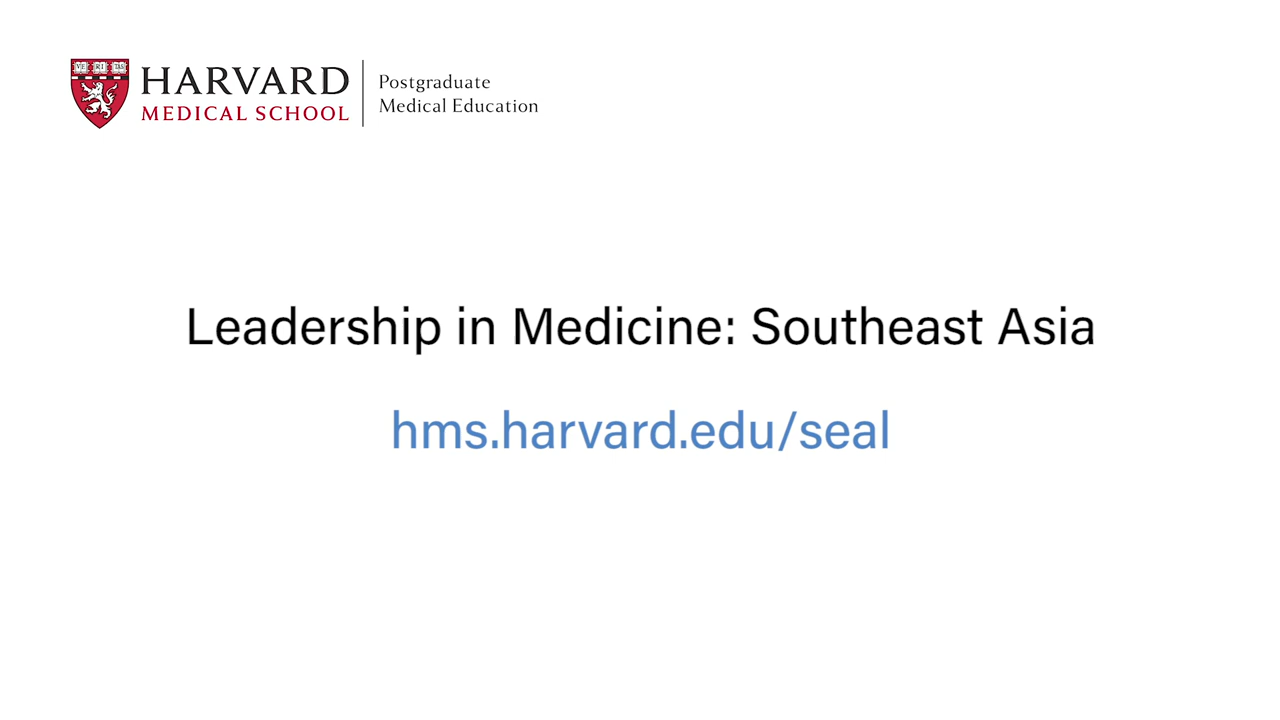 VE RI TAS
HARVARD
MEDICAL SCHOOL
Postgraduate
Medical Education
Leadership in Medicine: Southeast Asia
hms.harvard.edu/seal